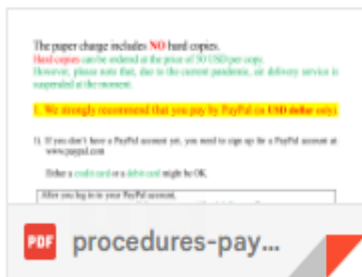 The paper charge includes NO hard copies.
Hard copies can be ordered at the price of 50 USD per copy.
However, please note that, due to the current pandemic, air delivery service is
suspended at the moment.
1. We strongly recommend that you pay by PayPal (in USD dollar only).
1). If you don't have a PayPal account yet, you need to sign up for a PayPal account at
www.paypal.com
Either a credit card or a debit card might be OK.
After you log in to your PayPal account,
PDF procedures-pay...